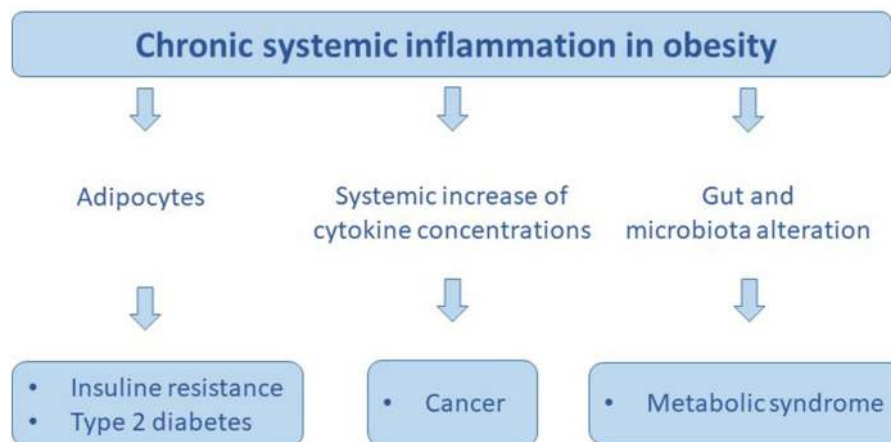 Chronic systemic inflammation in obesity
Adipocytes
Systemic increase of
cytokine concentrations
Gut and
microbiota alteration
• Insuline resistance
• Type 2 diabetes
• Cancer
• Metabolic syndrome